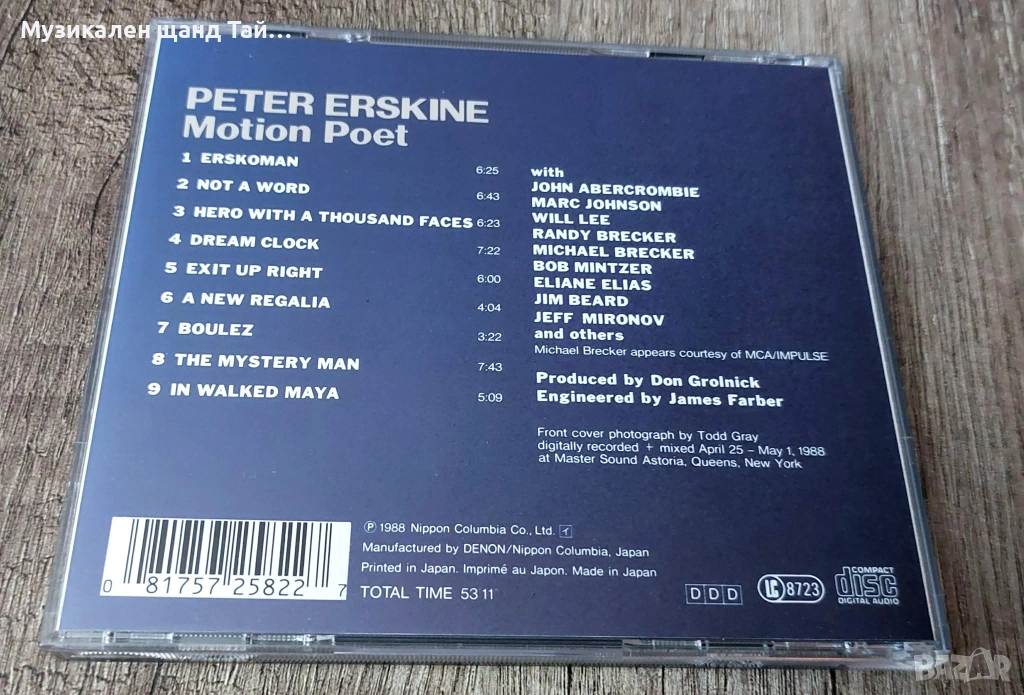 Музикален щанд Тай...
PETER ERSKINE
Motion Poet
1 ERSKOMAN 6:25
2 NOT A WORD 6:43
3 HERO WITH A THOUSAND FACES 6:23
4 DREAM CLOCK 7:22
5 EXIT UP RIGHT 6:00
6 A NEW REGALIA 4:04
7 BOULEZ 3:22
8 THE MYSTERY MAN 7:43
9 IN WALKED MAYA 5:09
with
JOHN ABERCROMBIE
MARC JOHNSON
WILL LEE
RANDY BRECKER
MICHAEL BRECKER
BOB MINTZER
ELIANE ELIAS
JIM BEARD
JEFF MIRONOV
and others
Michael Brecker appears courtesy of MCA/IMPULSE
Produced by Don Grolnick
Engineered by James Farber
Front cover photograph by Todd Gray
digitally recorded + mixed April 25 – May 1, 1988
at Master Sound Astoria, Queens, New York
0 81757 25822 7
℗ 1988 Nippon Columbia Co., Ltd. イ
Manufactured by DENON/Nippon Columbia, Japan
Printed in Japan. Imprimé au Japon. Made in Japan
TOTAL TIME 53 11
D D D
LC 8723
COMPACT
disc
DIGITAL AUDIO
BAZAR